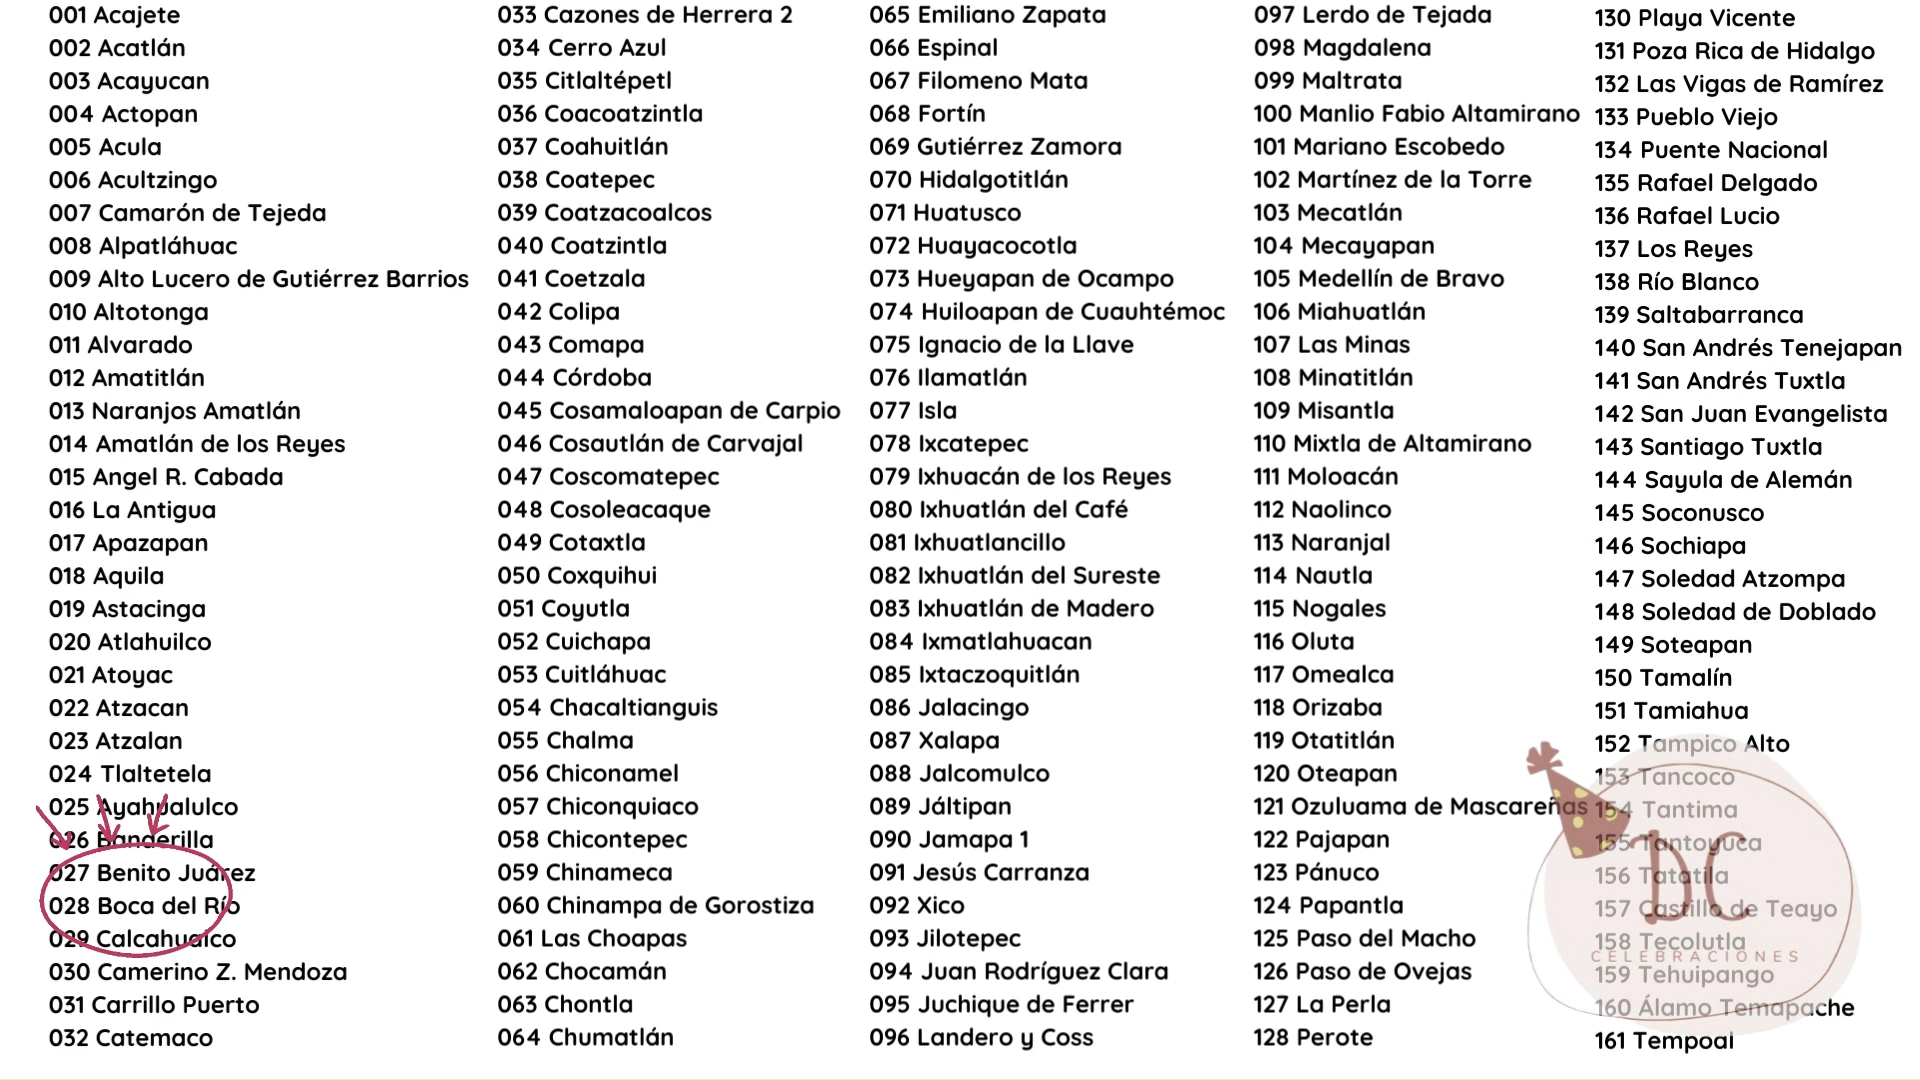 001 Acajete
002 Acatlán
003 Acayucan
004 Actopan
005 Acula
006 Acultzingo
007 Camarón de Tejeda
008 Alpatláhuac
009 Alto Lucero de Gutiérrez Barrios
010 Altotonga
011 Alvarado
012 Amatitlán
013 Naranjos Amatlán
014 Amatlán de los Reyes
015 Angel R. Cabada
016 La Antigua
017 Apazapan
018 Aquila
019 Astacinga
020 Atlahuilco
021 Atoyac
022 Atzacan
023 Atzalan
024 Tlaltetela
025 Ayahualulco
026 Banderilla
027 Benito Juárez
028 Boca del Río
029 Calcahualco
030 Camerino Z. Mendoza
031 Carrillo Puerto
032 Catemaco
033 Cazones de Herrera 2
034 Cerro Azul
035 Citlaltépetl
036 Coacoatzintla
037 Coahuitlán
038 Coatepec
039 Coatzacoalcos
040 Coatzintla
041 Coetzala
042 Colipa
043 Comapa
044 Córdoba
045 Cosamaloapan de Carpio
046 Cosautlán de Carvajal
047 Coscomatepec
048 Cosoleacaque
049 Cotaxtla
050 Coxquihui
051 Coyutla
052 Cuichapa
053 Cuitláhuac
054 Chacaltianguis
055 Chalma
056 Chiconamel
057 Chiconquiaco
058 Chicontepec
059 Chinameca
060 Chinampa de Gorostiza
061 Las Choapas
062 Chocamán
063 Chontla
064 Chumatlán
065 Emiliano Zapata
066 Espinal
067 Filomeno Mata
068 Fortín
069 Gutiérrez Zamora
070 Hidalgotitlán
071 Huatusco
072 Huayacocotla
073 Hueyapan de Ocampo
074 Huiloapan de Cuauhtémoc
075 Ignacio de la Llave
076 Ilamatlán
077 Isla
078 Ixcatepec
079 Ixhuacán de los Reyes
080 Ixhuatlán del Café
081 Ixhuatlancillo
082 Ixhuatlán del Sureste
083 Ixhuatlán de Madero
084 Ixmatlahuacan
085 Ixtaczoquitlán
086 Jalacingo
087 Xalapa
088 Jalcomulco
089 Jáltipan
090 Jamapa 1
091 Jesús Carranza
092 Xico
093 Jilotepec
094 Juan Rodríguez Clara
095 Juchique de Ferrer
096 Landero y Coss
097 Lerdo de Tejada
098 Magdalena
099 Maltrata
100 Manlio Fabio Altamirano
101 Mariano Escobedo
102 Martínez de la Torre
103 Mecatlán
104 Mecayapan
105 Medellín de Bravo
106 Miahuatlán
107 Las Minas
108 Minatitlán
109 Misantla
110 Mixtla de Altamirano
111 Moloacán
112 Naolinco
113 Naranjal
114 Nautla
115 Nogales
116 Oluta
117 Omealca
118 Orizaba
119 Otatitlán
120 Oteapan
121 Ozuluama de Mascareñas
122 Pajapan
123 Pánuco
124 Papantla
125 Paso del Macho
126 Paso de Ovejas
127 La Perla
128 Perote
130 Playa Vicente
131 Poza Rica de Hidalgo
132 Las Vigas de Ramírez
133 Pueblo Viejo
134 Puente Nacional
135 Rafael Delgado
136 Rafael Lucio
137 Los Reyes
138 Río Blanco
139 Saltabarranca
140 San Andrés Tenejapan
141 San Andrés Tuxtla
142 San Juan Evangelista
143 Santiago Tuxtla
144 Sayula de Alemán
145 Soconusco
146 Sochiapa
147 Soledad Atzompa
148 Soledad de Doblado
149 Soteapan
150 Tamalín
151 Tamiahua
152 Tampico Alto
153 Tancoco
154 Tantima
155 Tantoyuca
156 Tatatila
157 Castillo de Teayo
158 Tecolutla
159 Tehuipango
160 Álamo Temapache
161 Tempoal
DC
CELEBRACIONES